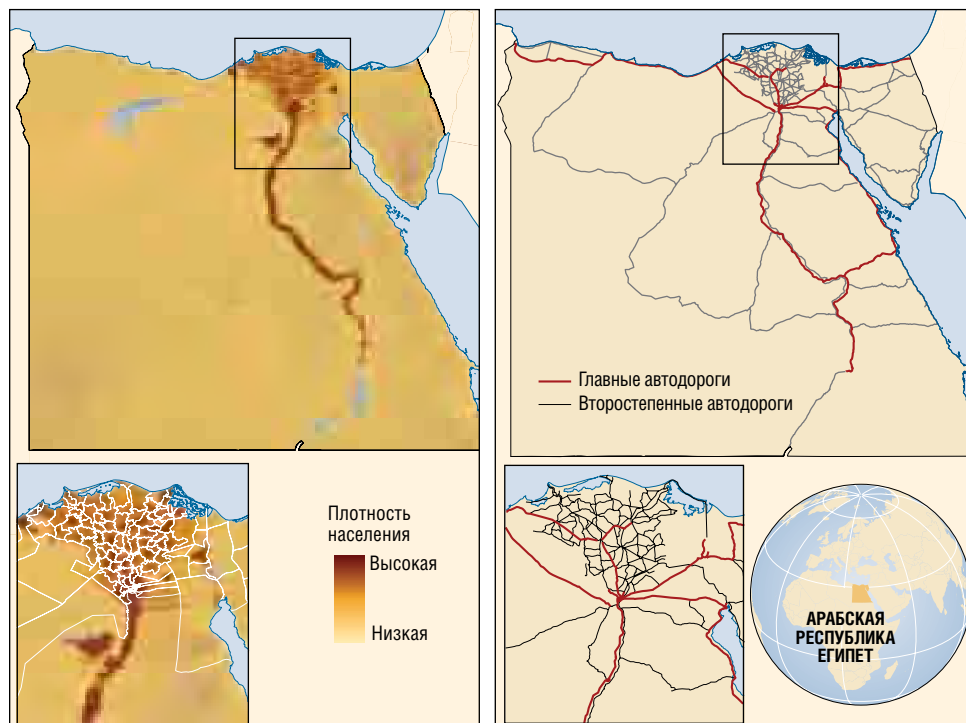 Главные автодороги
Второстепенные автодороги
Плотность
населения
Высокая
Низкая
АРАБСКАЯ
РЕСПУБЛИКА
ЕГИПЕТ